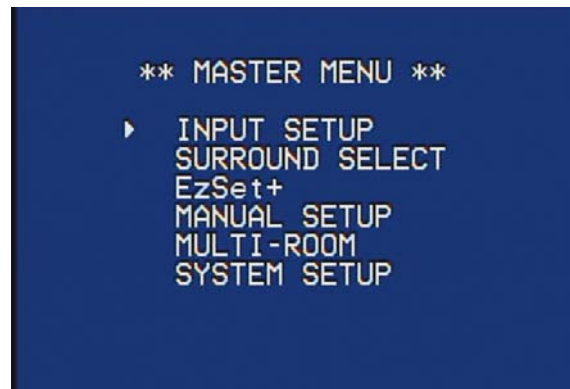 ** MASTER MENU **
INPUT SETUP
SURROUND SELECT
EzSet+
MANUAL SETUP
MULTI-ROOM
SYSTEM SETUP